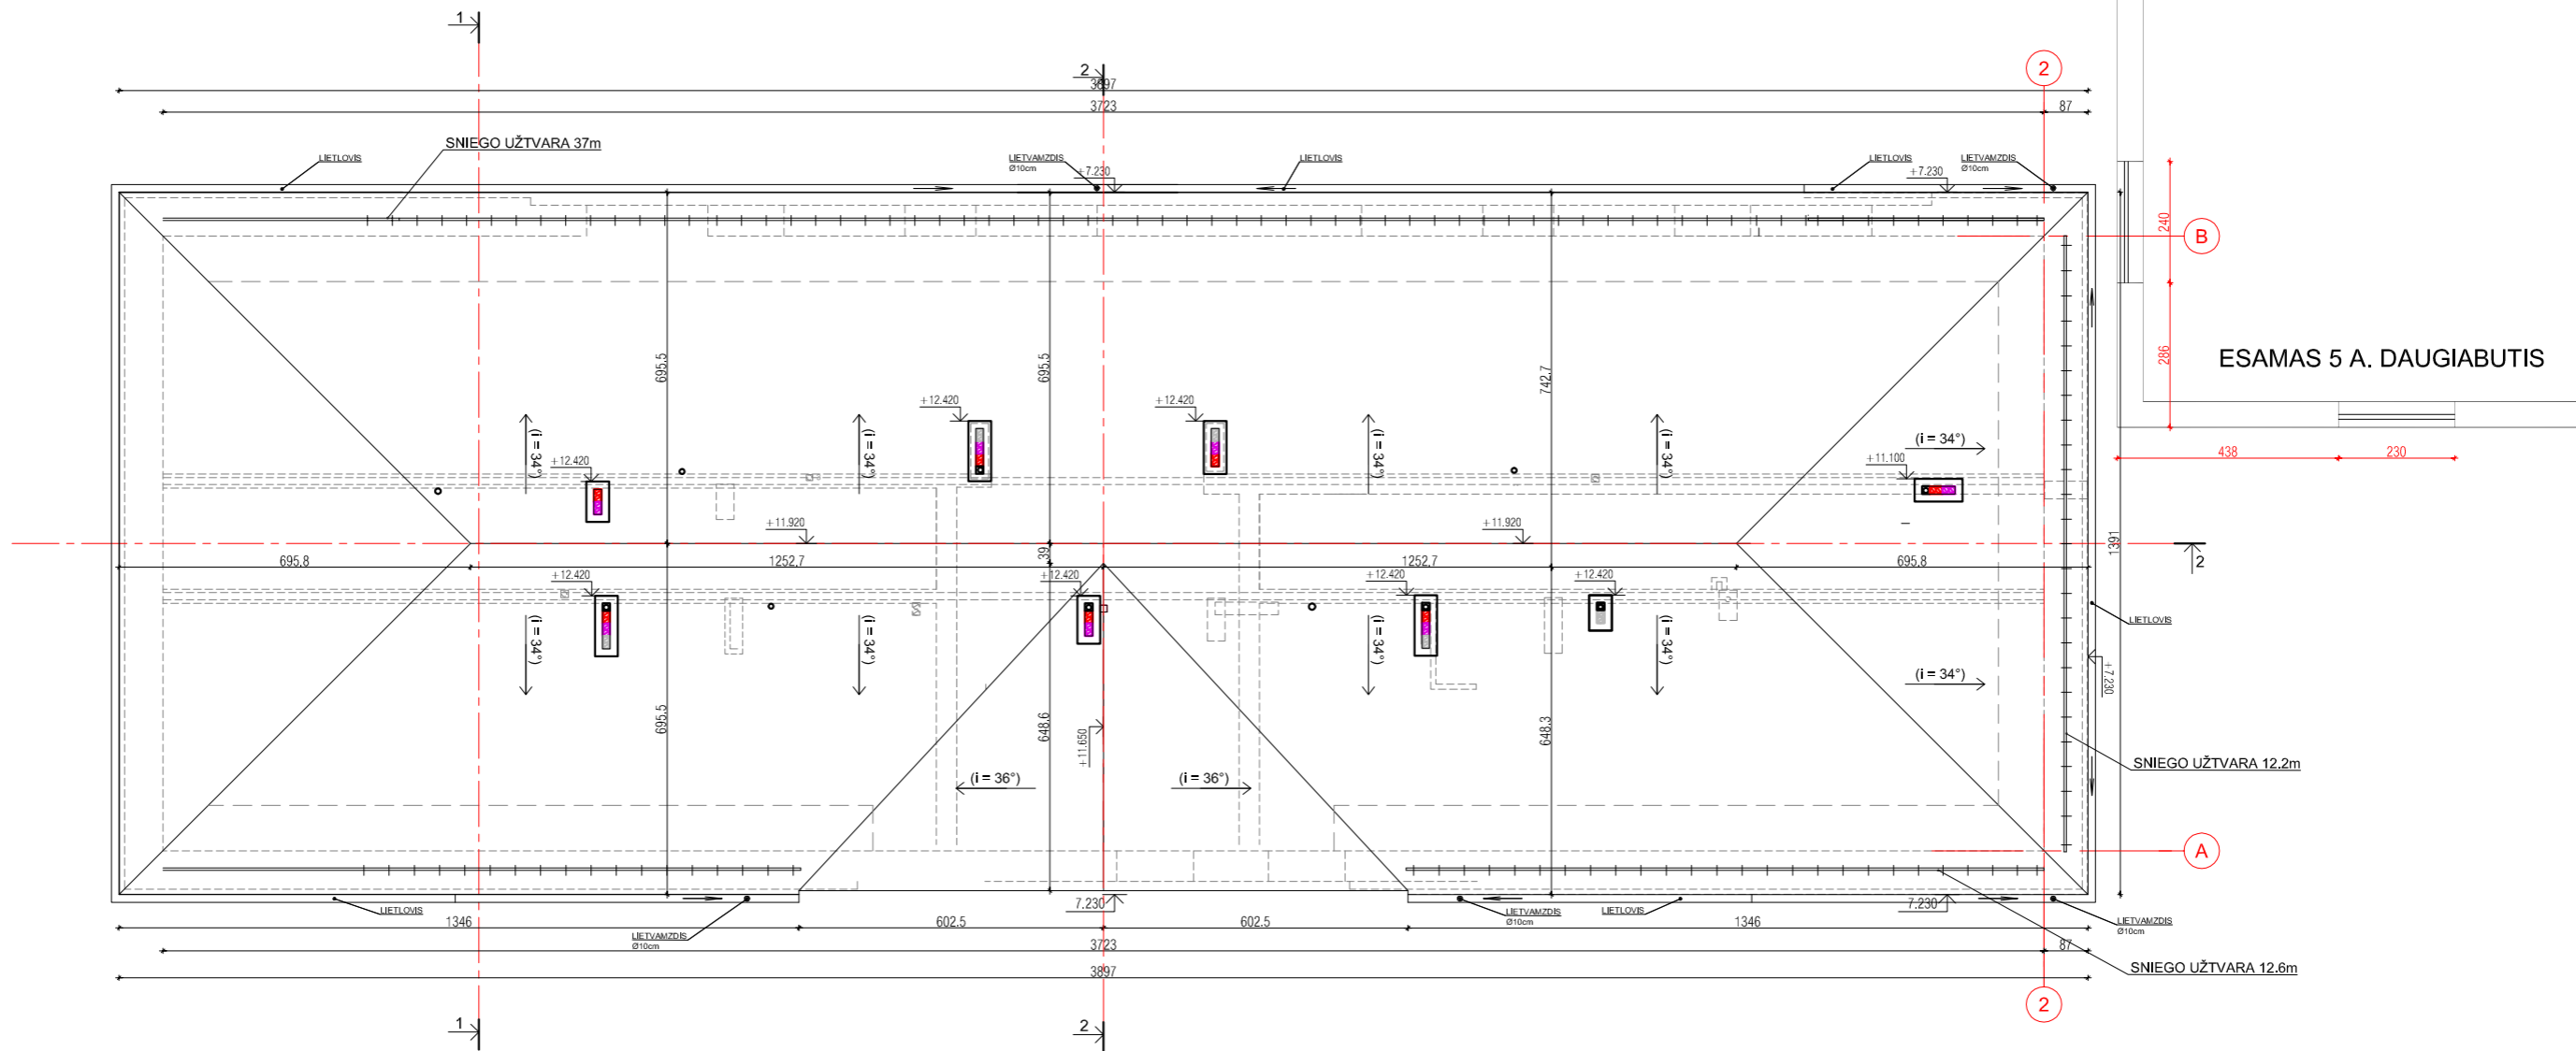 1
2
2
3897
3723
87
SNIEGO UŽTVARA 37m
LIETLOVIS
LIETVAMZDIS
Ø10cm
+7.230
LIETLOVIS
LIETLOVIS
LIETVAMZDIS
Ø10cm
+7.230
240
B
286
ESAMAS 5 A. DAUGIABUTIS
695.5
695.5
742.7
+12.420
+12.420
(i = 34°)
(i = 34°)
(i = 34°)
(i = 34°)
(i = 34°)
+12.420
+11.100
438
230
+11.920
+11.920
1391
39
695.8
1252.7
1252.7
695.8
2
+12.420
+12.420
+12.420
+12.420
LIETLOVIS
(i = 34°)
(i = 34°)
(i = 34°)
(i = 34°)
(i = 34°)
+7.230
695.5
648.6
+11.650
648.3
SNIEGO UŽTVARA 12.2m
(i = 36°)
(i = 36°)
A
LIETLOVIS
7.230
LIETVAMZDIS
Ø10cm
LIETLOVIS
7.230
1346
602.5
602.5
1346
LIETVAMZDIS
Ø10cm
LIETVAMZDIS
Ø10cm
3723
87
3897
SNIEGO UŽTVARA 12.6m
2
1
2